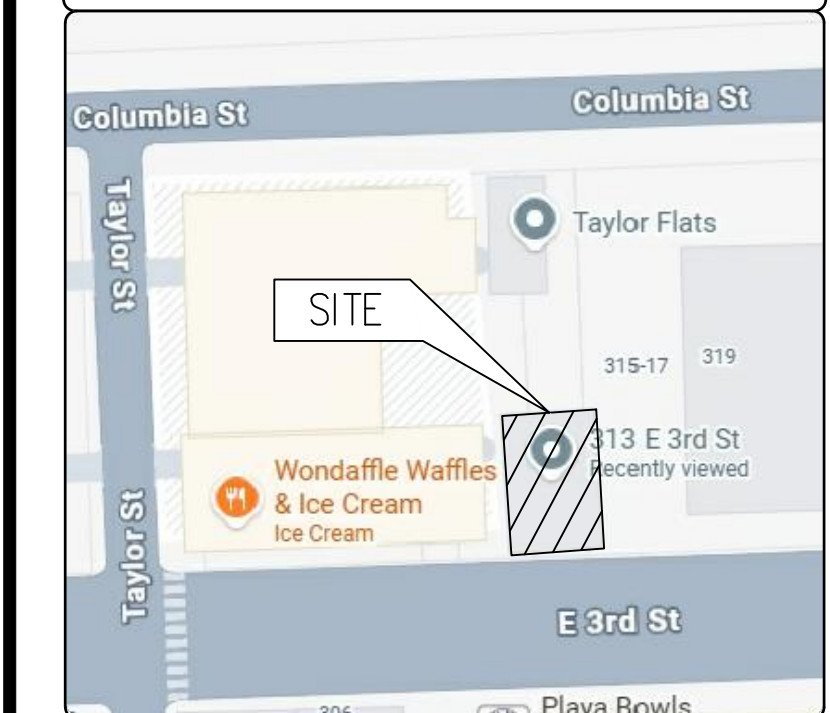 Columbia St
Columbia St
Taylor St
Taylor Flats
SITE
315-17
319
313 E 3rd St
Recently viewed
Wondaffle Waffles
& Ice Cream
Ice Cream
Taylor St
E 3rd St
306
Playa Bowls